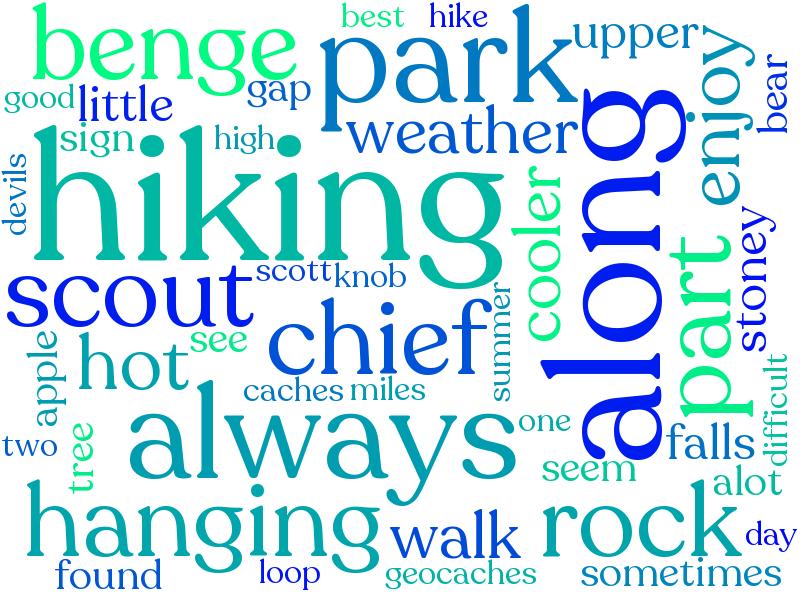 best
hike
benge
park
upper
good
little
gap
weather
enjoy
bear
sign
high
devils
hiking
cooler
along
stoney
part
scout
scott
knob
see
chief
summer
apple
hot
caches
miles
difficult
always
one
two
tree
falls
seem
alot
hanging
walk
rock
day
found
loop
geocaches
sometimes